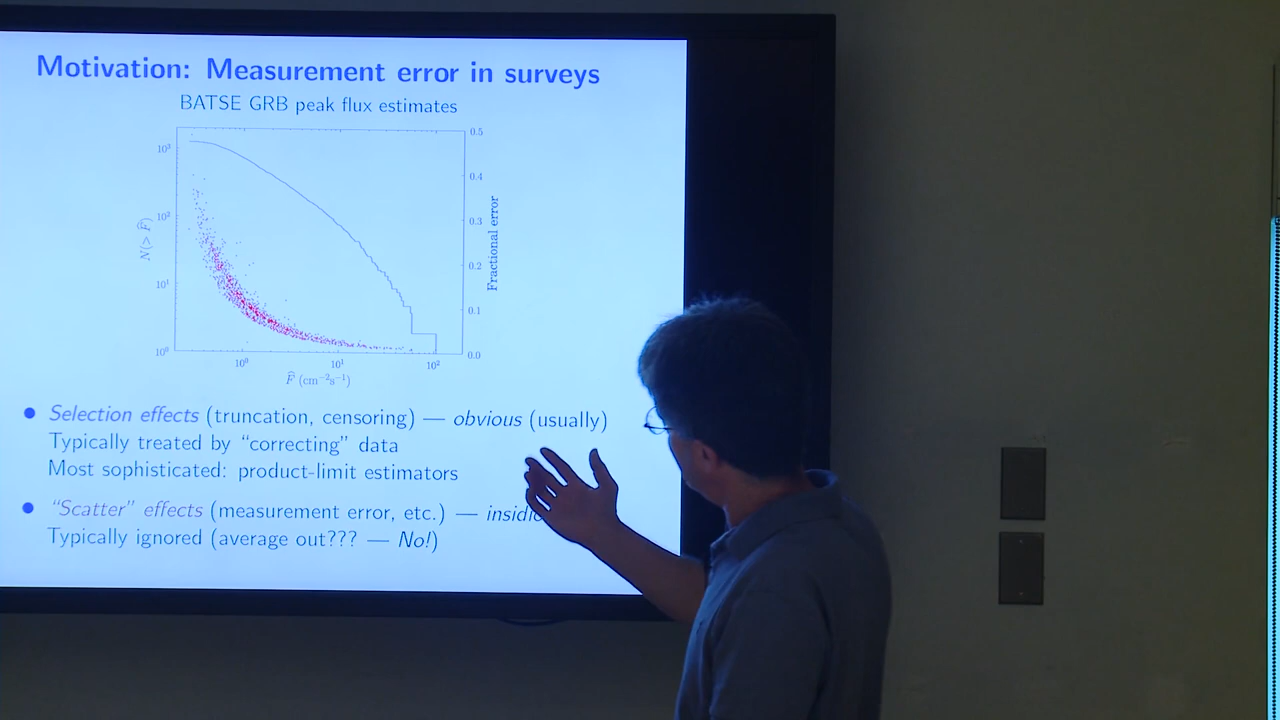 Motivation: Measurement error in surveys
BATSE GRB peak flux estimates
10³
10²
10¹
10⁰
N(> F̂)
0.5
0.4
0.3
0.2
0.1
0.0
Fractional error
10⁰ 10¹ 10²
F̂ (cm⁻²s⁻¹)
• Selection effects (truncation, censoring) — obvious (usually)
Typically treated by “correcting” data
Most sophisticated: product-limit estimators
• “Scatter” effects (measurement error, etc.) —
Typically ignored (average out??? — No!)